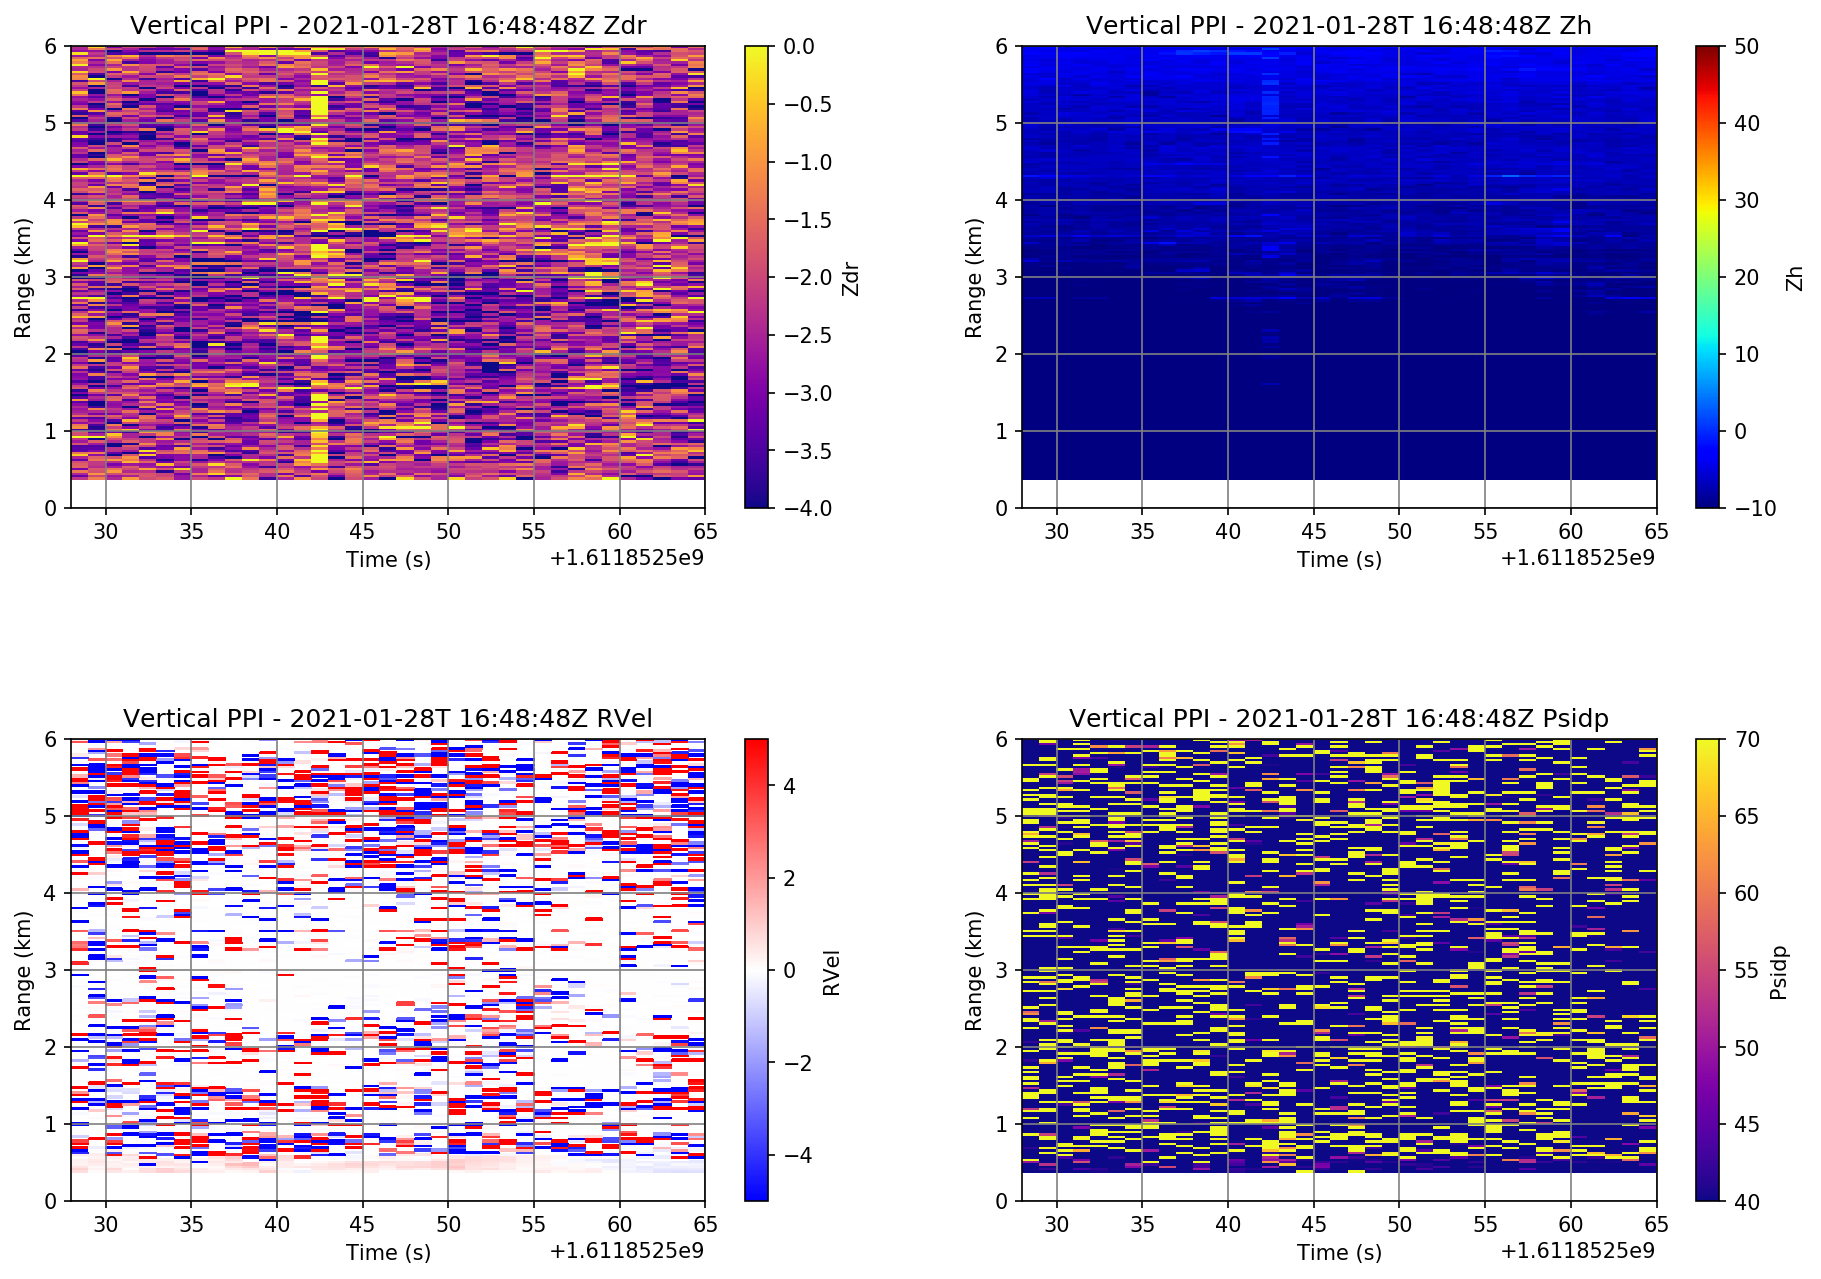 Vertical PPI - 2021-01-28T 16:48:48Z Zdr
6
5
4
3
2
1
0
Range (km)
30 35 40 45 50 55 60 65
Time (s)
+1.6118525e9
0.0
−0.5
−1.0
−1.5
−2.0
−2.5
−3.0
−3.5
−4.0
Zdr
Vertical PPI - 2021-01-28T 16:48:48Z Zh
6
5
4
3
2
1
0
Range (km)
30 35 40 45 50 55 60 65
Time (s)
+1.6118525e9
50
40
30
20
10
0
−10
Zh
Vertical PPI - 2021-01-28T 16:48:48Z RVel
6
5
4
3
2
1
0
Range (km)
30 35 40 45 50 55 60 65
Time (s)
+1.6118525e9
4
2
0
−2
−4
RVel
Vertical PPI - 2021-01-28T 16:48:48Z Psidp
6
5
4
3
2
1
0
Range (km)
30 35 40 45 50 55 60 65
Time (s)
+1.6118525e9
70
65
60
55
50
45
40
Psidp